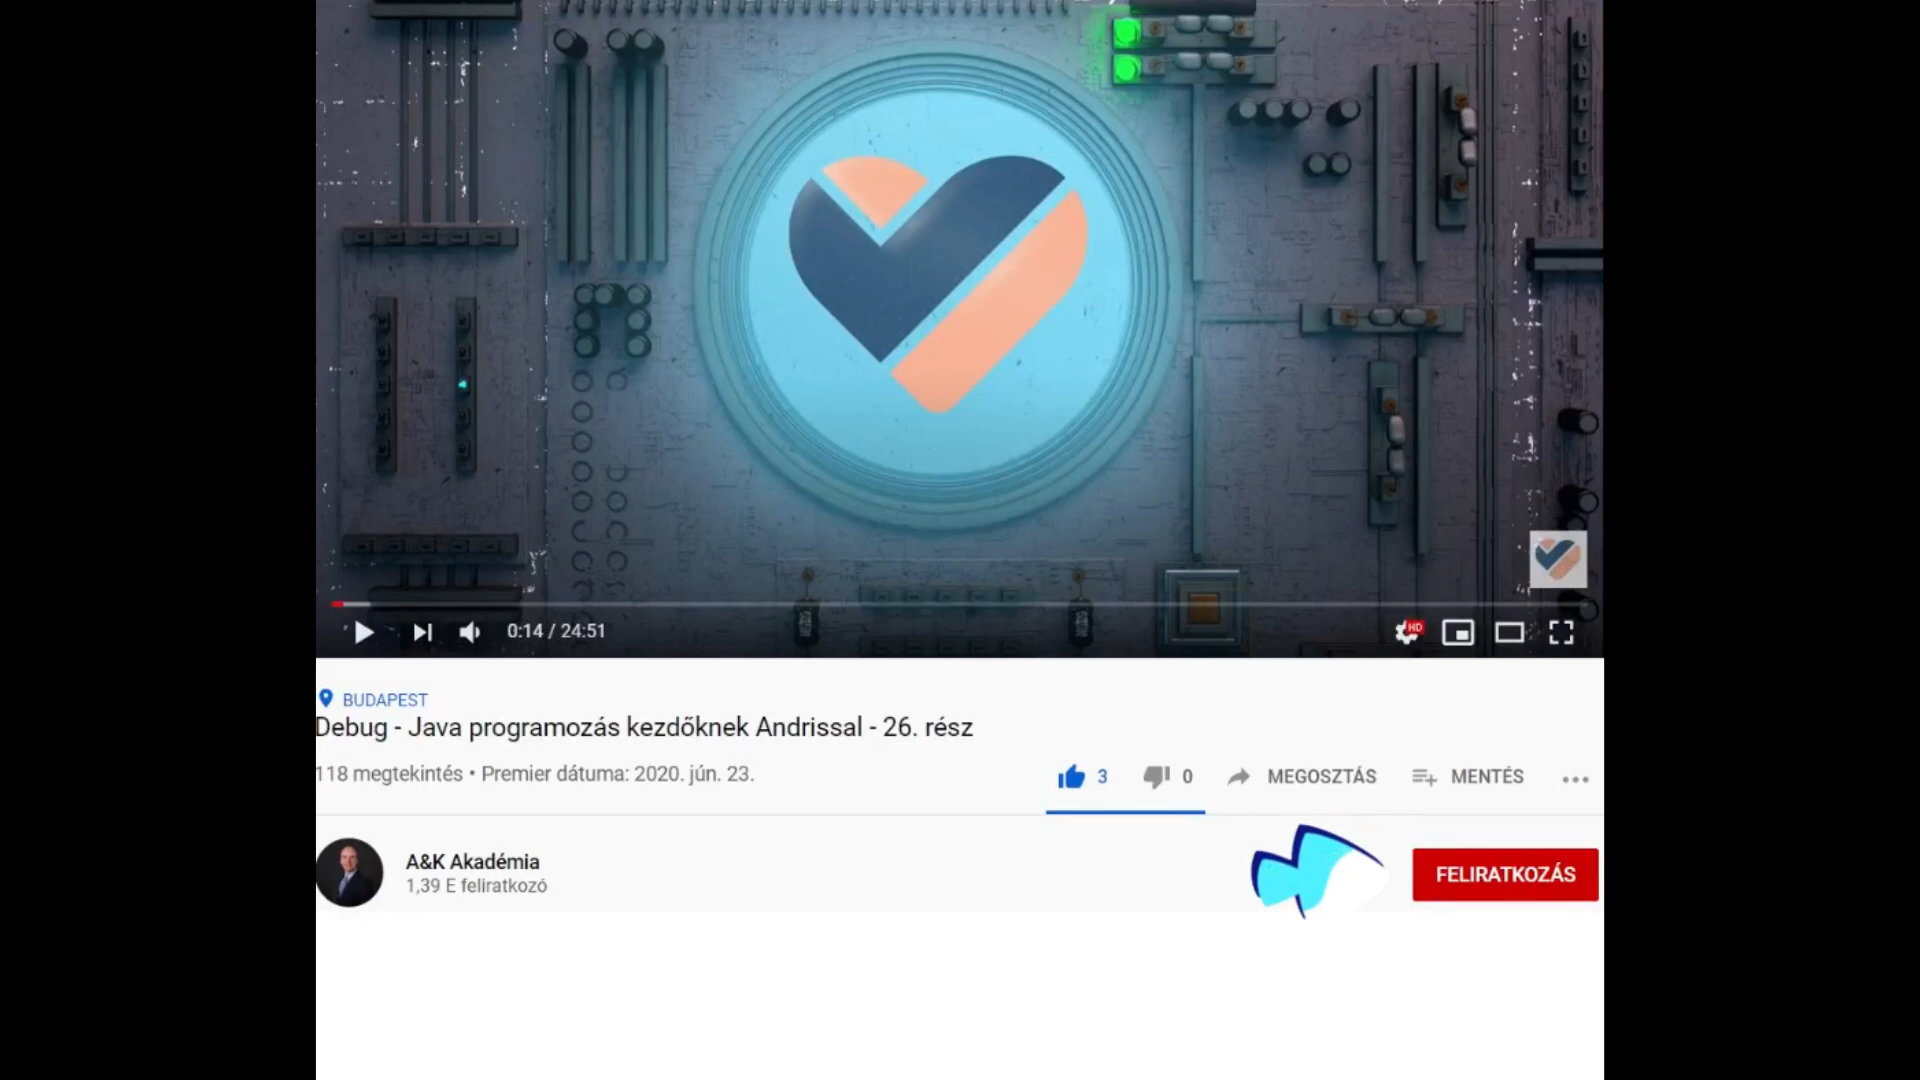 0:14 / 24:51
HD
BUDAPEST
Debug - Java programozás kezdőknek Andrissal - 26. rész
118 megtekintés • Premier dátuma: 2020. jún. 23.
3
0
MEGOSZTÁS
MENTÉS
A&K Akadémia
1,39 E feliratkozó
FELIRATKOZÁS